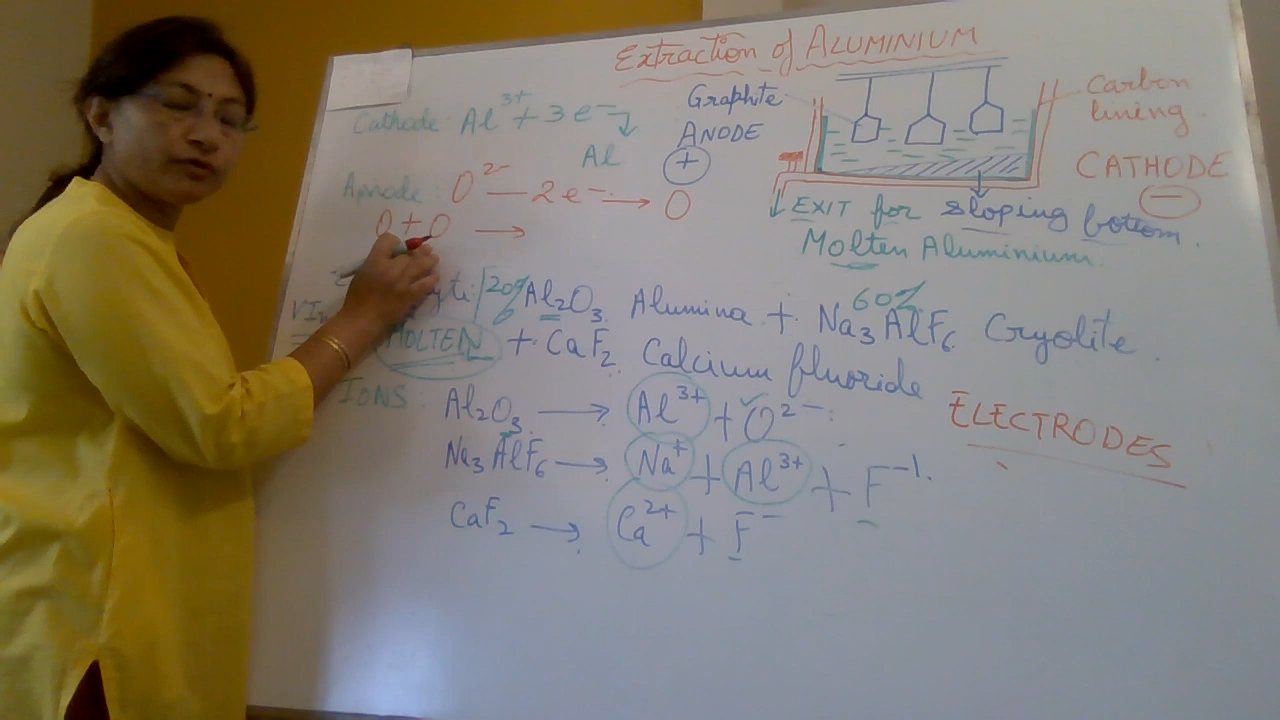 Extraction of ALUMINIUM
Cathode Al³⁺ + 3e⁻
Al
Graphite
ANODE
+
Carbon
lining.
CATHODE
−
Anode: O²⁻ — 2e⁻ → O
O + O →
EXIT for sloping bottom.
Molten Aluminium.
20% Al₂O₃ Alumina + 60% Na₃AlF₆ Cryolite.
MOLTEN + CaF₂ Calcium fluoride
IONS: Al₂O₃ → Al³⁺ + O²⁻
Na₃AlF₆ → Na⁺ + Al³⁺ + F⁻¹.
CaF₂ → Ca²⁺ + F⁻
ELECTRODES